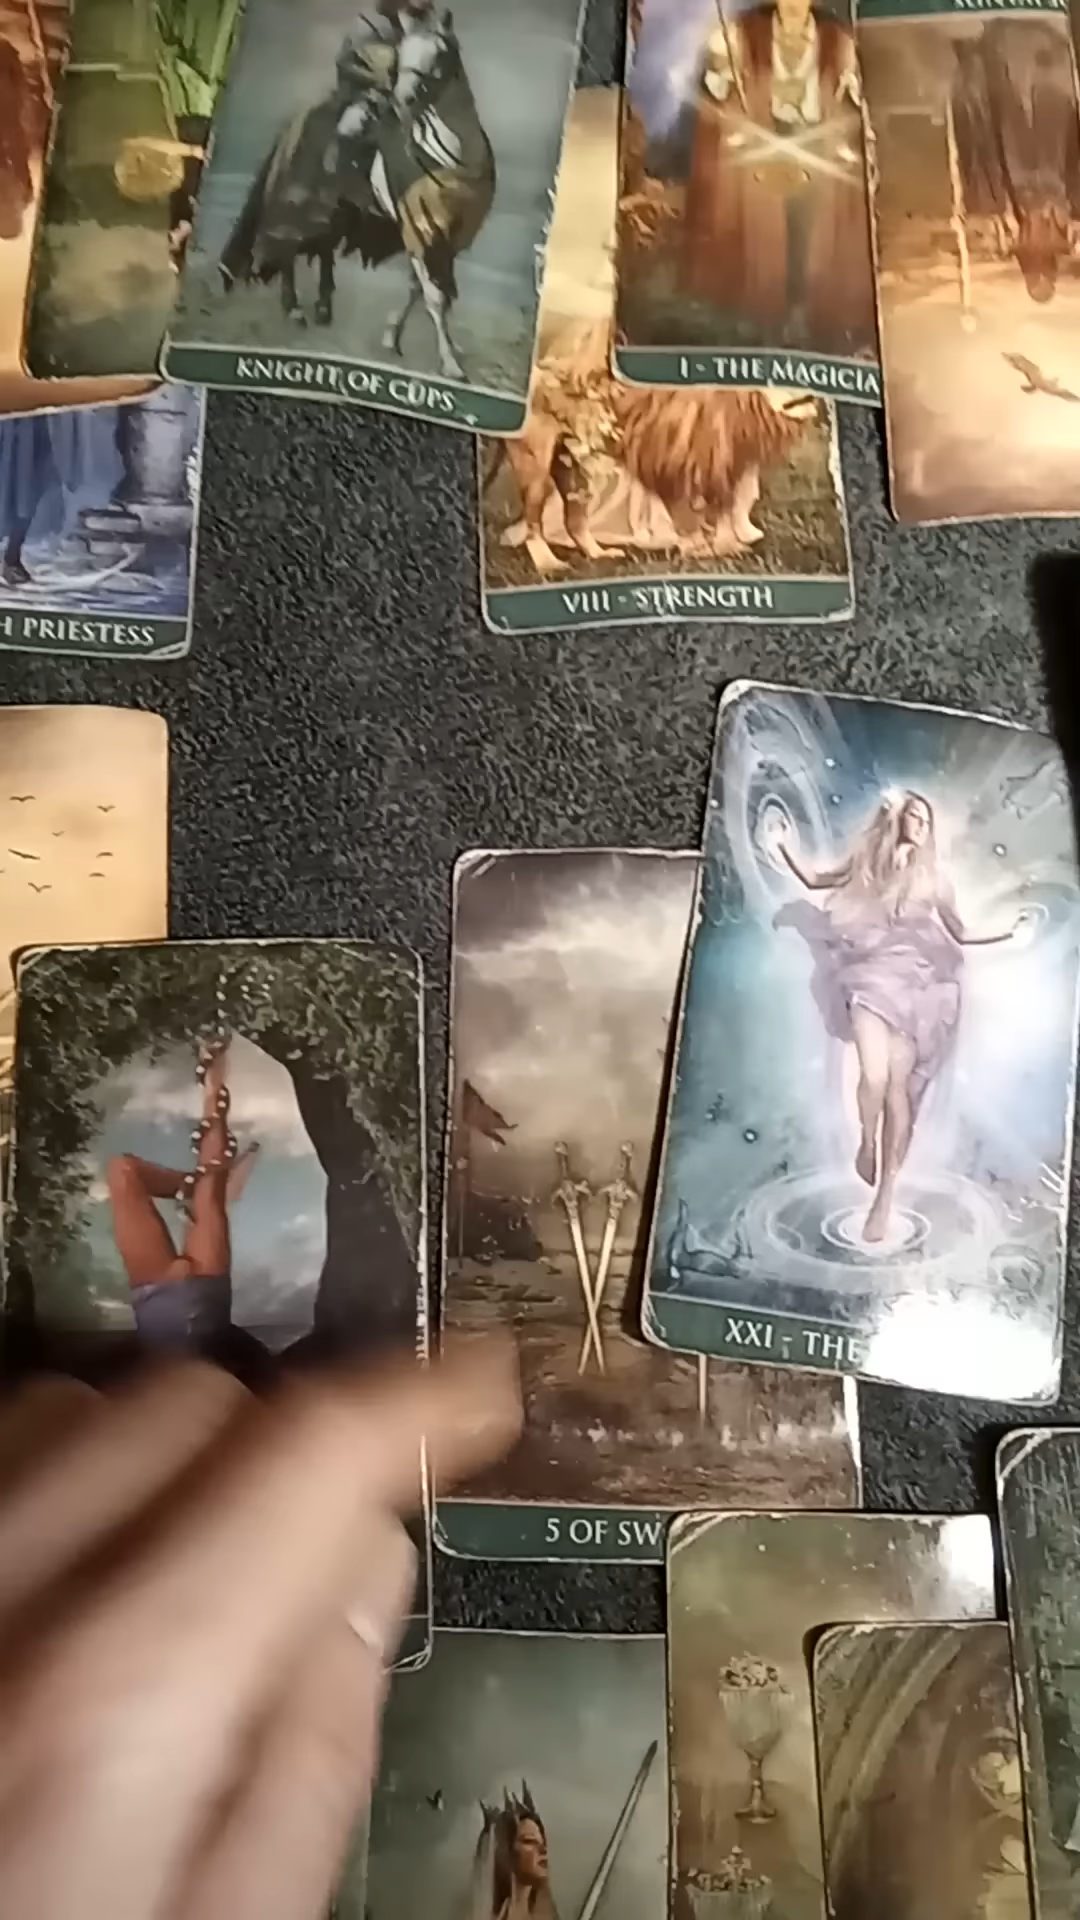 KNIGHT OF CUPS
I - THE MAGICIA
VIII - STRENGTH
H PRIESTESS
XXI - THE
5 OF SW